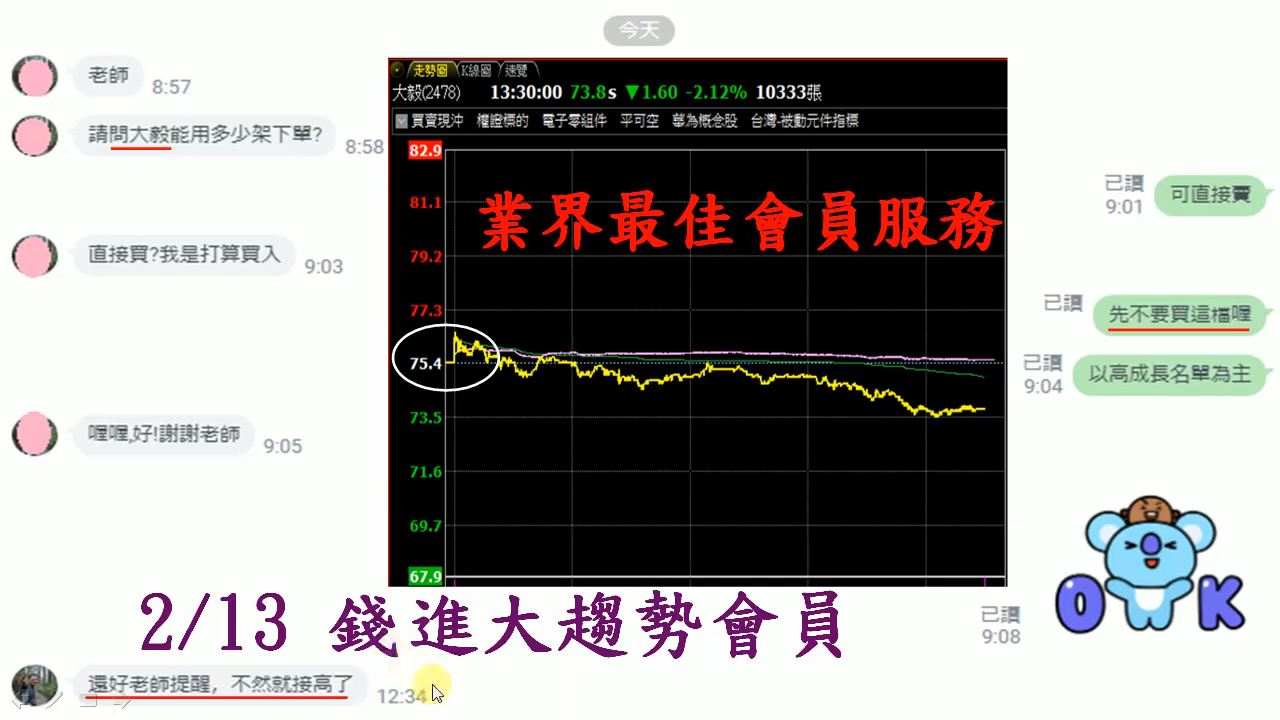 今天
老師
8:57
請問大毅能用多少架下單?
8:58
已讀
9:01
可直接賣
直接買?我是打算買入
9:03
已讀
先不要買這檔喔
已讀
9:04
以高成長名單為主
喔喔,好!謝謝老師
9:05
走勢圖 K線圖 速覽
大毅(2478) 13:30:00 73.8s ▼1.60 -2.12% 10333張
買賣現沖 權證標的 電子零組件 平可空 華為概念股 台灣-被動元件指標
82.9
81.1
79.2
77.3
75.4
73.5
71.6
69.7
67.9
業界最佳會員服務
OK
已讀
9:08
2/13 錢進大趨勢會員
還好老師提醒，不然就接高了
12:34